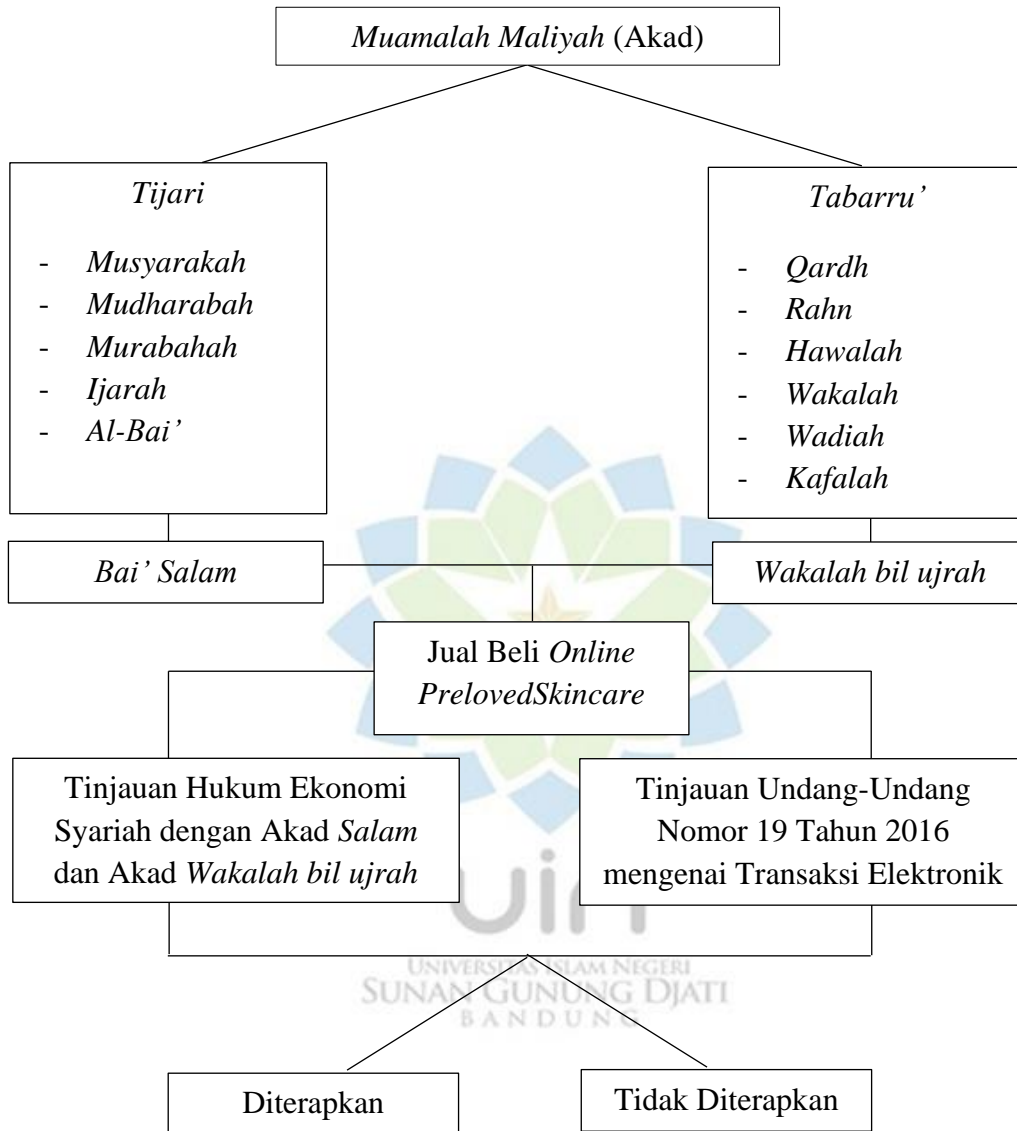 Muamalah Maliyah (Akad)
Tijari
- Musyarakah
- Mudharabah
- Murabahah
- Ijarah
- Al-Bai’
Tabarru’
- Qardh
- Rahn
- Hawalah
- Wakalah
- Wadiah
- Kafalah
Bai’ Salam
Wakalah bil ujrah
Jual Beli Online
PrelovedSkincare
Tinjauan Hukum Ekonomi
Syariah dengan Akad Salam
dan Akad Wakalah bil ujrah
Tinjauan Undang-Undang
Nomor 19 Tahun 2016
mengenai Transaksi Elektronik
uin
UNIVERSITAS ISLAM NEGERI
SUNAN GUNUNG DJATI
BANDUNG
Diterapkan
Tidak Diterapkan